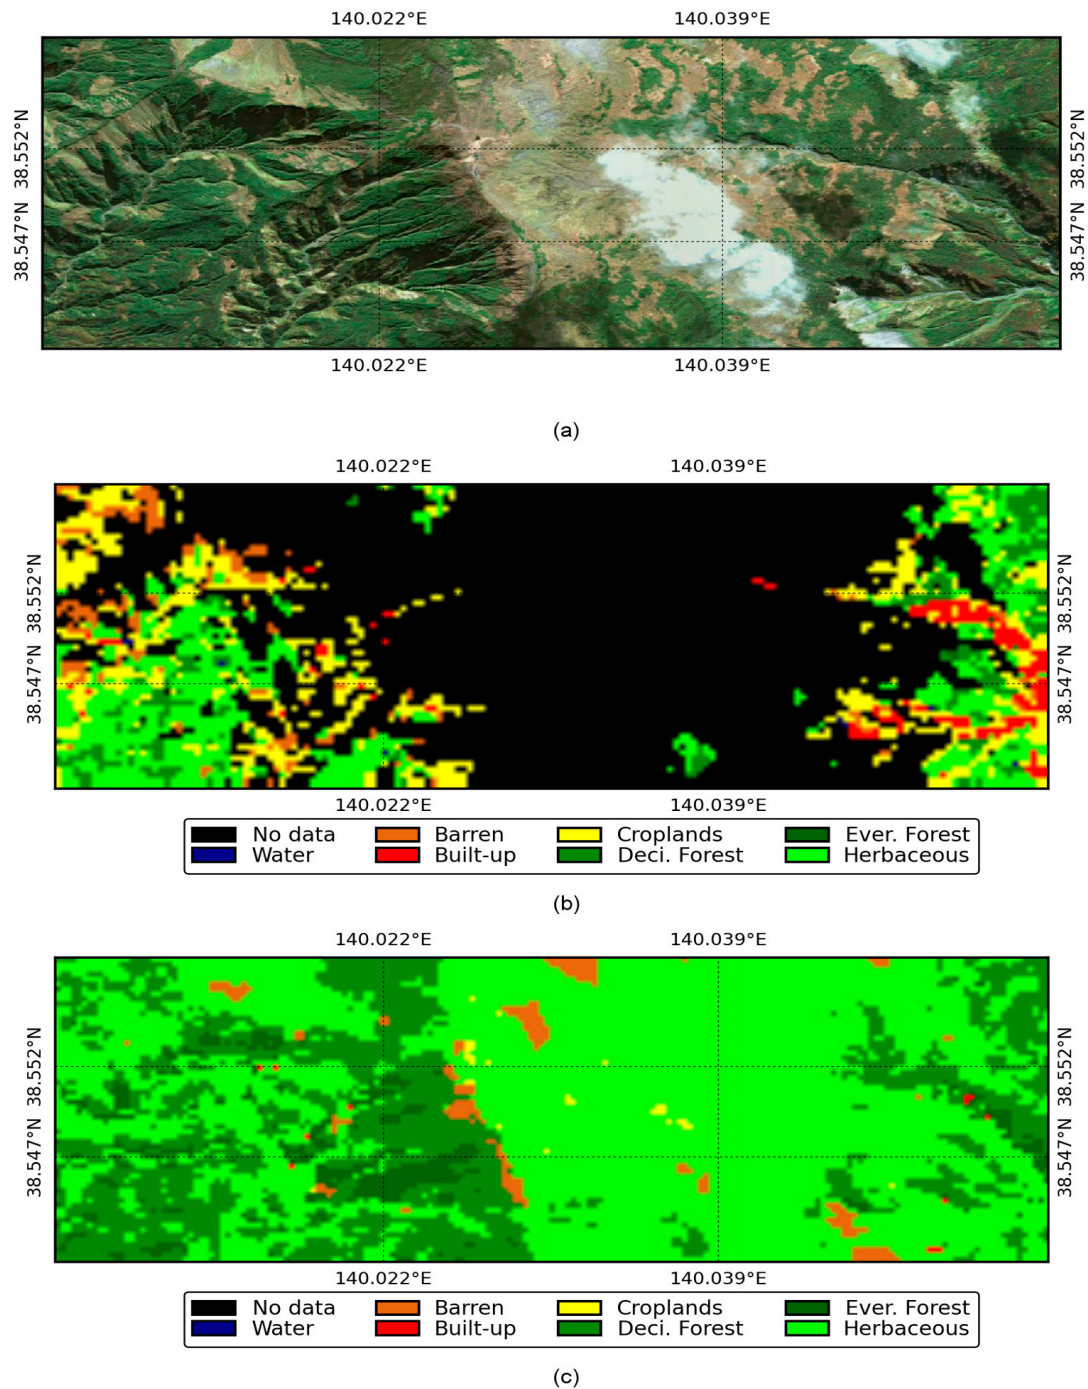 140.022°E 140.039°E
38.552°N 38.552°N
38.547°N 38.547°N
140.022°E 140.039°E
(a)
140.022°E 140.039°E
38.552°N 38.552°N
38.547°N 38.547°N
140.022°E 140.039°E
No data Barren Croplands Ever. Forest
Water Built-up Deci. Forest Herbaceous
(b)
140.022°E 140.039°E
38.552°N 38.552°N
38.547°N 38.547°N
140.022°E 140.039°E
No data Barren Croplands Ever. Forest
Water Built-up Deci. Forest Herbaceous
(c)